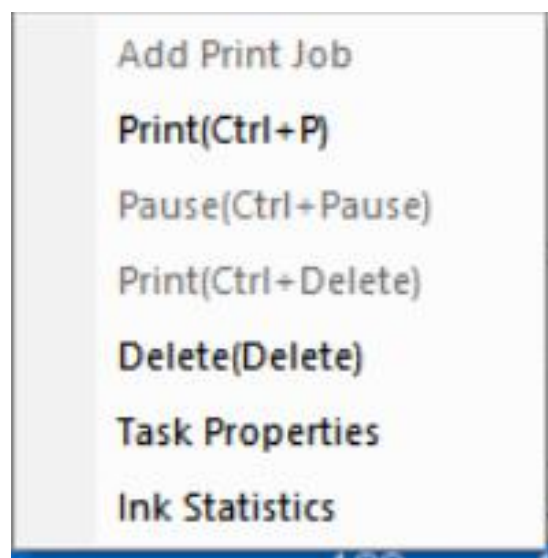 Add Print Job
Print(Ctrl+P)
Pause(Ctrl+Pause)
Print(Ctrl+Delete)
Delete(Delete)
Task Properties
Ink Statistics